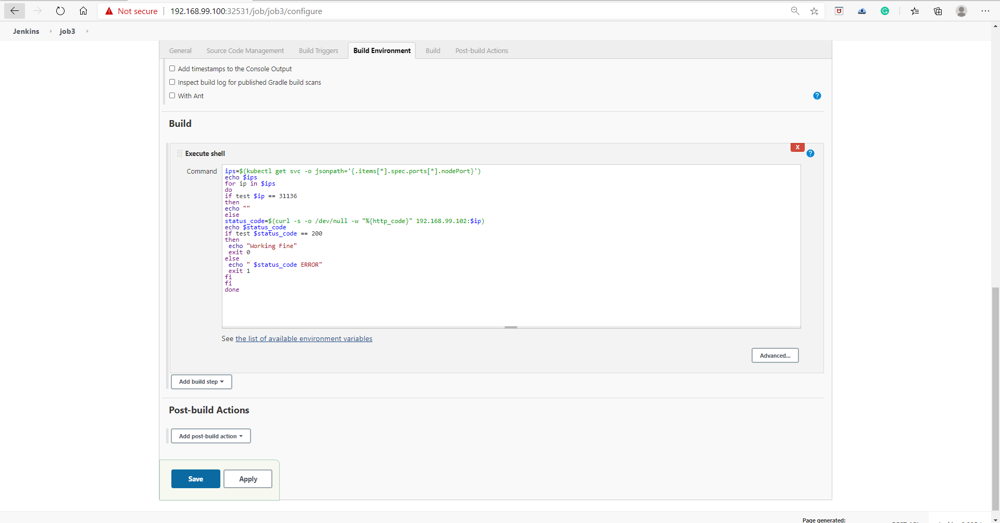 Not secure 192.168.99.100:32531/job/job3/configure
Jenkins job3
General Source Code Management Build Triggers Build Environment Build Post-build Actions
Add timestamps to the Console Output
Inspect build log for published Gradle build scans
With Ant
?
Build
X
Execute shell
?
Command
ips=$(kubectl get svc -o jsonpath='{.items[*].spec.ports[*].nodePort}')
echo $ips
for ip in $ips
do
if test $ip == 31136
then
echo ""
else
status_code=$(curl -s -o /dev/null -w "%{http_code}" 192.168.99.102:$ip)
echo $status_code
if test $status_code == 200
then
echo "Working Fine"
exit 0
else
echo " $status_code ERROR"
exit 1
fi
fi
done
See the list of available environment variables
Advanced...
Add build step
Post-build Actions
Add post-build action
Save Apply
Page generated: